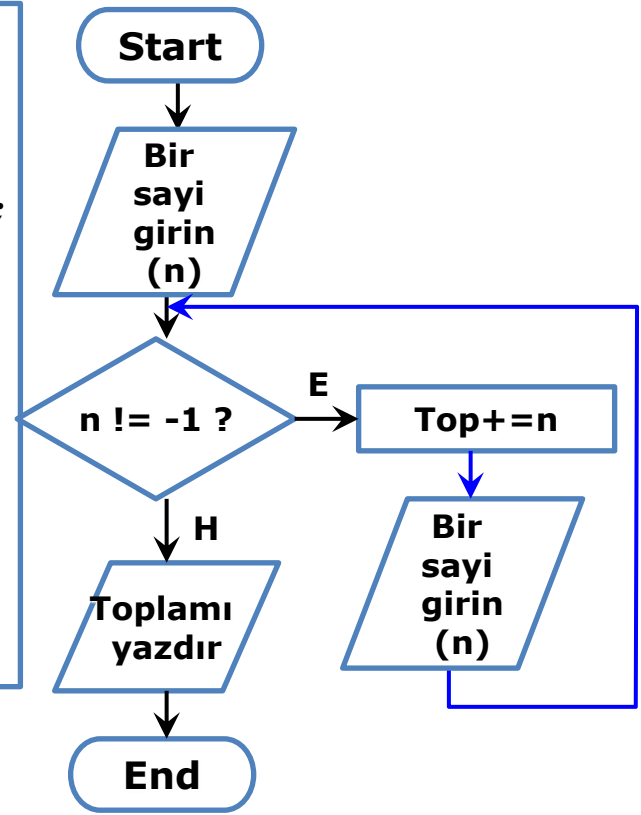 Start
Bir
sayi
girin
(n)
n != -1 ?
E
Top+=n
Bir
sayi
girin
(n)
H
Toplamı
yazdır
End